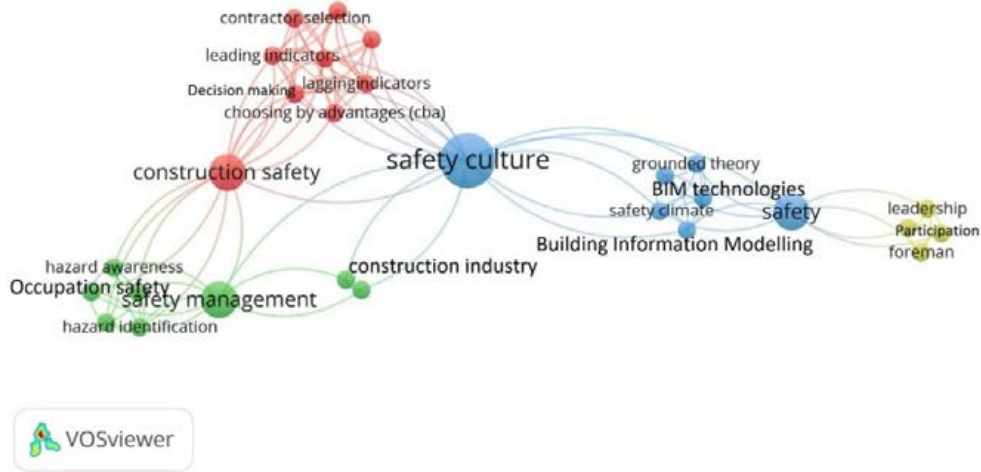 contractor selection
leading indicators
laggingindicators
Decision making
choosing by advantages (cba)
construction safety
safety culture
grounded theory
BIM technologies
safety climate
safety
Building Information Modelling
leadership
Participation
foreman
hazard awareness
Occupation safety
safety management
hazard identification
construction industry
VOSviewer